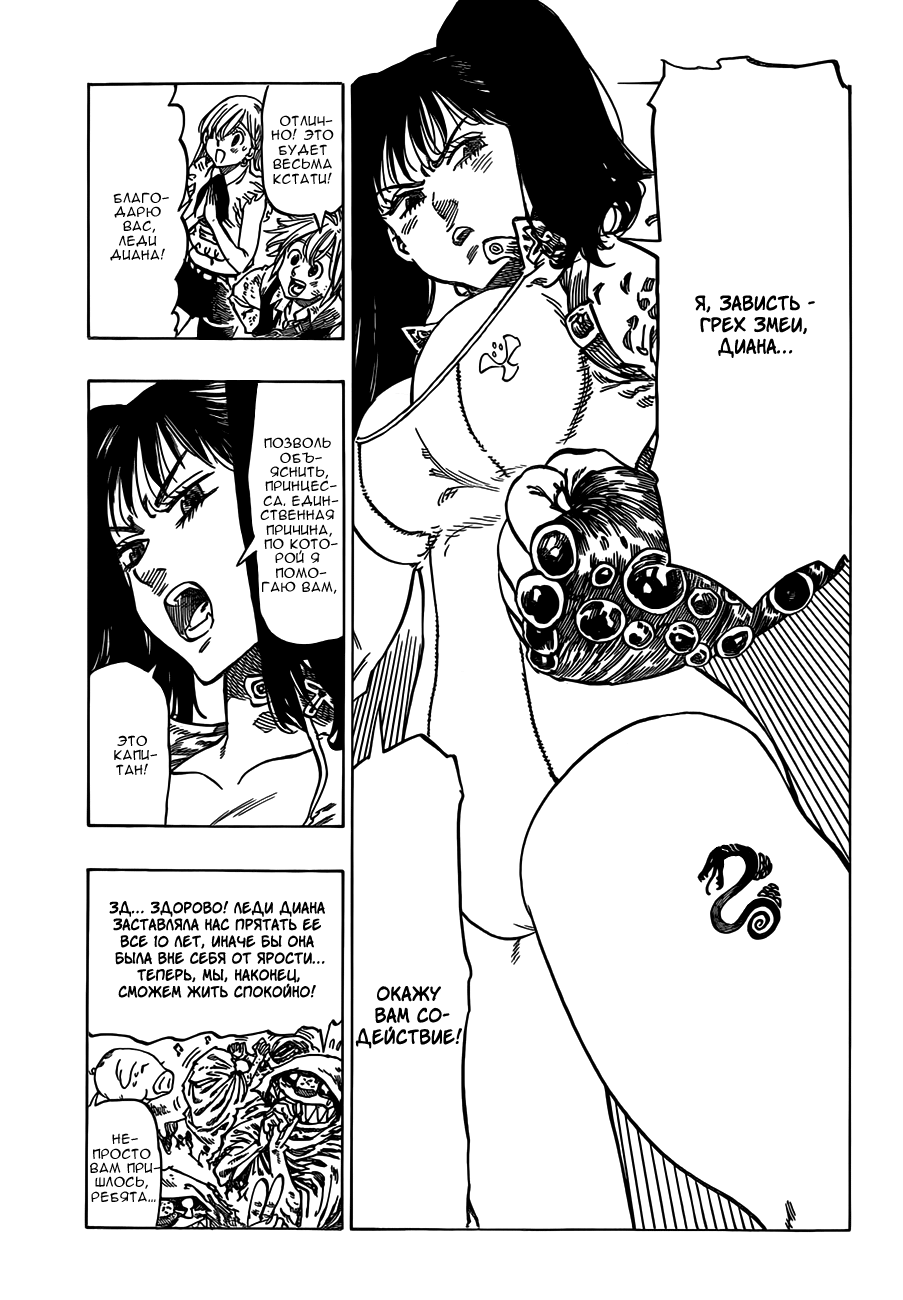 Я, ЗАВИСТЬ -
ГРЕХ ЗМЕИ,
ДИАНА...
ОКАЖУ
ВАМ СО-
ДЕЙСТВИЕ!
ОТЛИЧ-
НО! ЭТО
БУДЕТ
ВЕСЬМА
КСТАТИ!
БЛАГО-
ДАРЮ
ВАС,
ЛЕДИ
ДИАНА!
ПОЗВОЛЬ
ОБЪ-
ЯСНИТЬ,
ПРИНЦЕС-
СА. ЕДИН-
СТВЕННАЯ
ПРИЧИНА,
ПО КОТО-
РОЙ Я
ПОМО-
ГАЮ ВАМ,
ЭТО
КАПИ-
ТАН!
ЗД... ЗДОРОВО! ЛЕДИ ДИАНА
ЗАСТАВЛЯЛА НАС ПРЯТАТЬ ЕЕ
ВСЕ 10 ЛЕТ, ИНАЧЕ БЫ ОНА
БЫЛА ВНЕ СЕБЯ ОТ ЯРОСТИ...
ТЕПЕРЬ, МЫ, НАКОНЕЦ,
СМОЖЕМ ЖИТЬ СПОКОЙНО!
НЕ-
ПРОСТО
ВАМ ПРИ-
ШЛОСЬ,
РЕБЯТА...